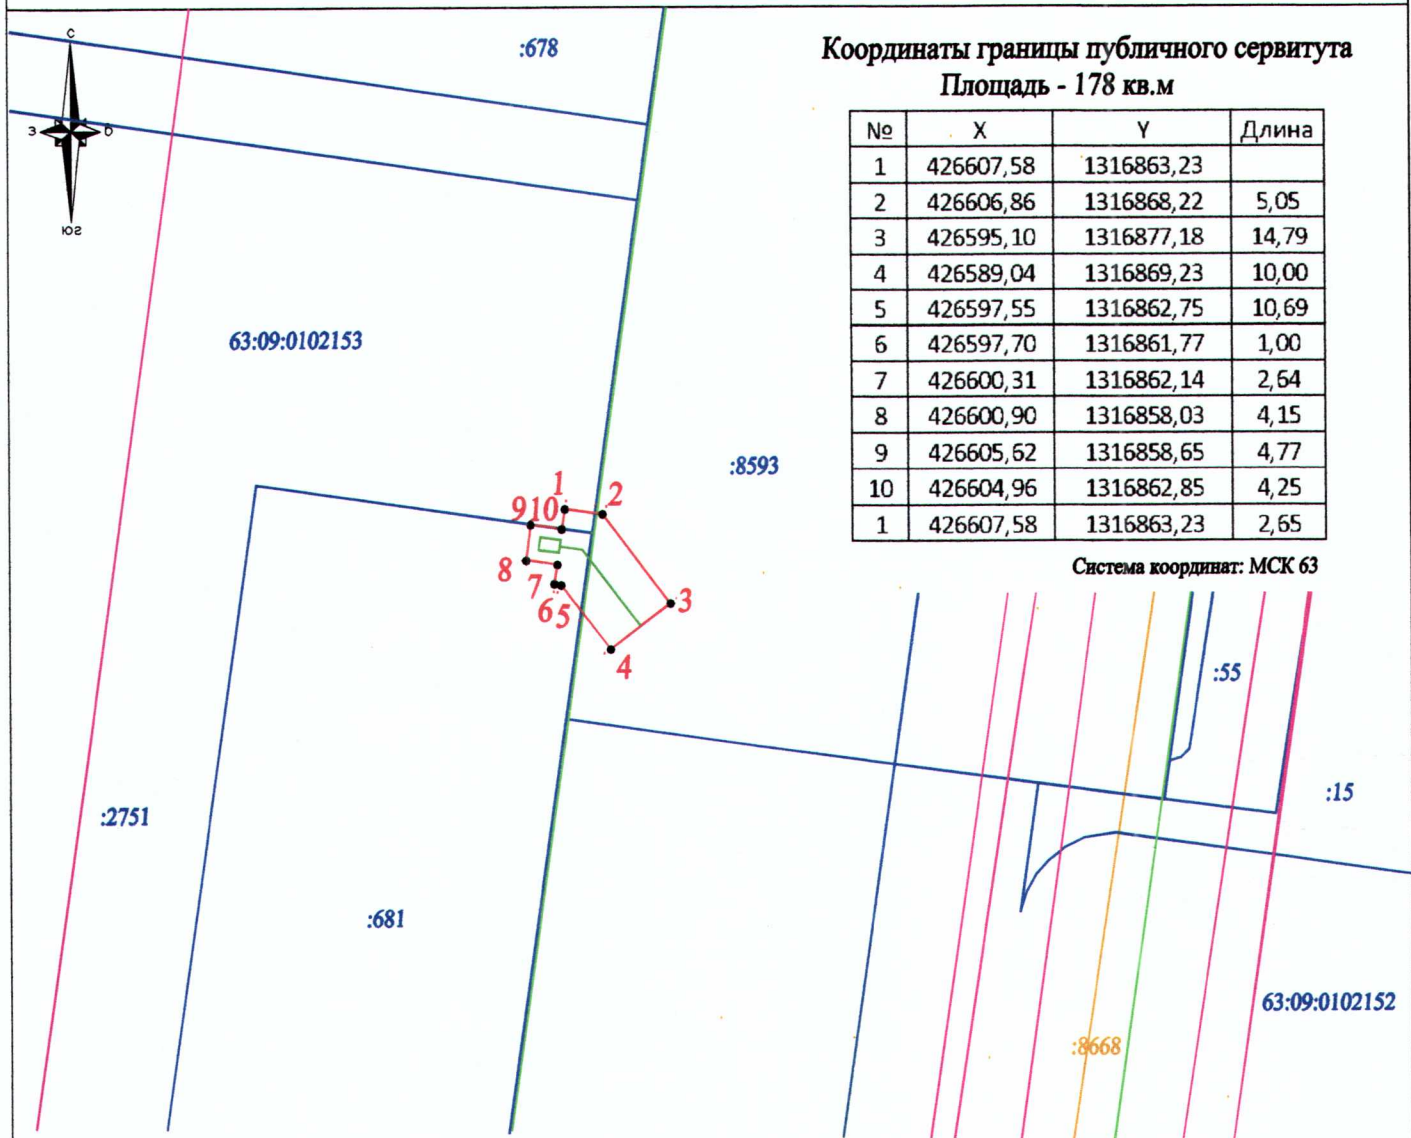 с
:678
Координаты границы публичного сервитута
Площадь - 178 кв.м
№ X Y Длина
1 426607,58 1316863,23
2 426606,86 1316868,22 5,05
3 426595,10 1316877,18 14,79
4 426589,04 1316869,23 10,00
5 426597,55 1316862,75 10,69
6 426597,70 1316861,77 1,00
7 426600,31 1316862,14 2,64
8 426600,90 1316858,03 4,15
9 426605,62 1316858,65 4,77
10 426604,96 1316862,85 4,25
1 426607,58 1316863,23 2,65
Система координат: МСК 63
з в
юг
63:09:0102153
:8593
1
2
9 10
8
7
6 5
3
4
:55
:15
:2751
:681
63:09:0102152
:8668